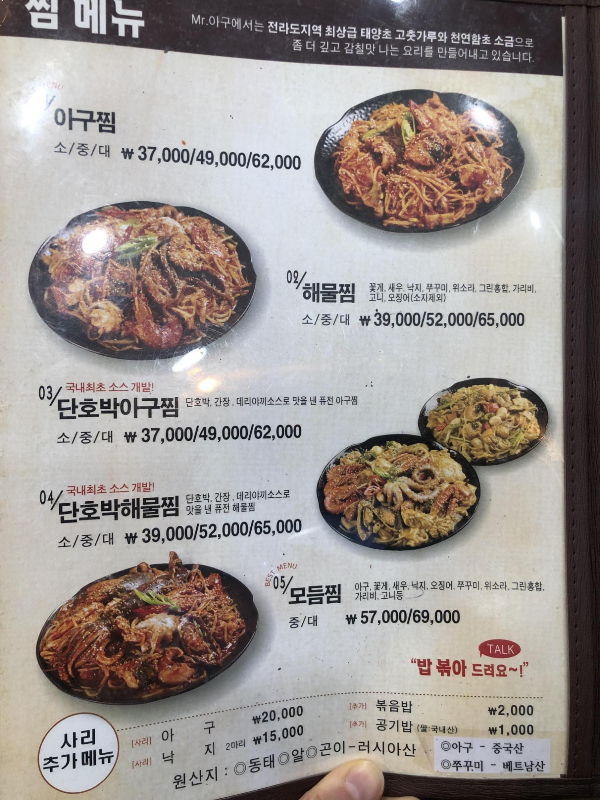 찜 메뉴
Mr.아구에서는 전라도지역 최상급 태양초 고춧가루와 천연함초 소금으로
좀 더 깊고 감칠맛 나는 요리를 만들어내고 있습니다.
아구찜
소/중/대 ₩ 37,000/49,000/62,000
02/ 해물찜 꽃게, 새우, 낙지, 쭈꾸미, 위소라, 그린홍합, 가리비,
고니, 오징어(소자제외)
소/중/대 ₩ 39,000/52,000/65,000
국내최초 소스 개발!
03/ 단호박아구찜 단호박, 간장, 데리야끼소스로 맛을 낸 퓨전 아구찜
소/중/대 ₩ 37,000/49,000/62,000
국내최초 소스 개발!
04/ 단호박해물찜 단호박, 간장, 데리야끼소스로
맛을 낸 퓨전 해물찜
소/중/대 ₩ 39,000/52,000/65,000
BEST MENU
05/ 모듬찜 아구, 꽃게, 새우, 낙지, 오징어, 쭈꾸미, 위소라, 그린홍합,
가리비, 고니등
중/대 ₩ 57,000/69,000
TALK
"밥 볶아 드려요~!"
사리
추가메뉴
[사리] 아 구 ₩20,000
[사리] 낙 지 2마리 ₩15,000
[추가] 볶음밥 ₩2,000
[추가] 공기밥 (쌀:국내산) ₩1,000
원산지 : ◎동태◎알◎곤이-러시아산
◎아구 - 중국산
◎쭈꾸미 - 베트남산